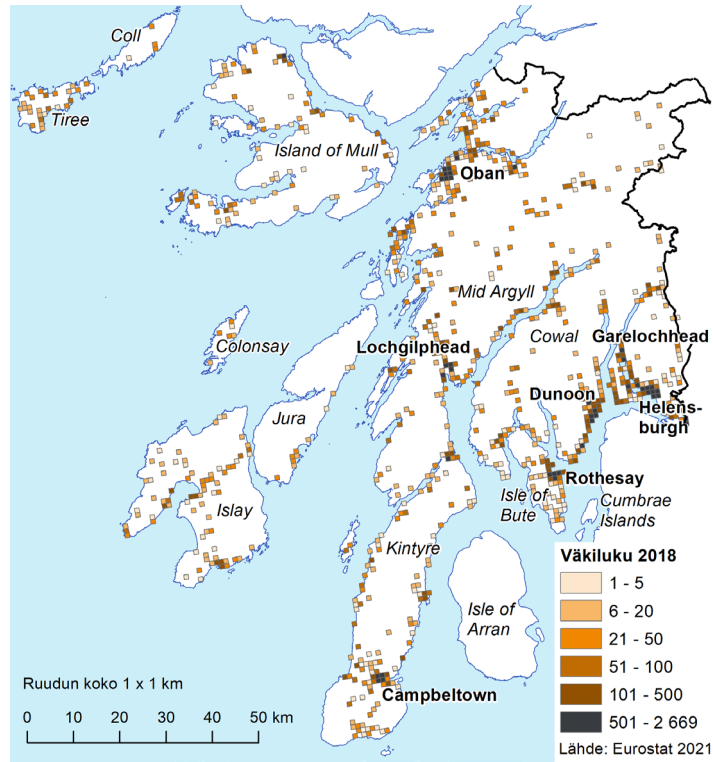 Coll
Tiree
Island of Mull
Oban
Mid Argyll
Colonsay
Lochgilphead
Cowal
Garelochhead
Dunoon
Helens-
burgh
Jura
Rothesay
Isle of
Bute
Cumbrae
Islands
Islay
Kintyre
Isle of
Arran
Campbeltown
Väkiluku 2018
1 - 5
6 - 20
21 - 50
51 - 100
101 - 500
501 - 2 669
Lähde: Eurostat 2021
Ruudun koko 1 x 1 km
0 10 20 30 40 50 km